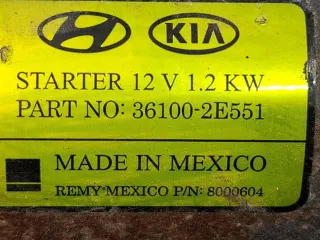 KIA
STARTER 12 V 1.2 KW
PART NO: 36100-2E551
MADE IN MEXICO
REMY MEXICO P/N: 8000604